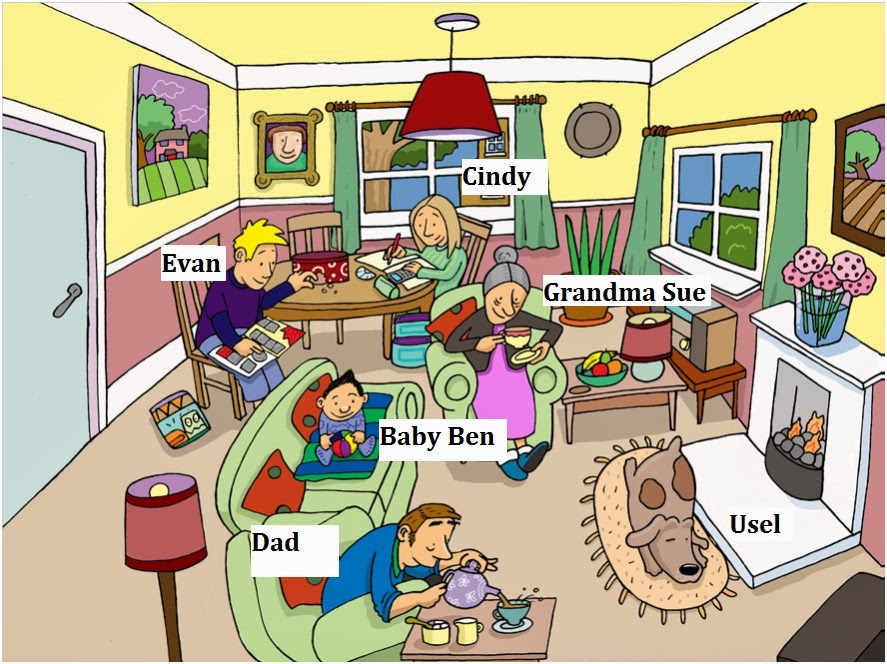 Cindy
Evan
Grandma Sue
Baby Ben
Usel
Dad